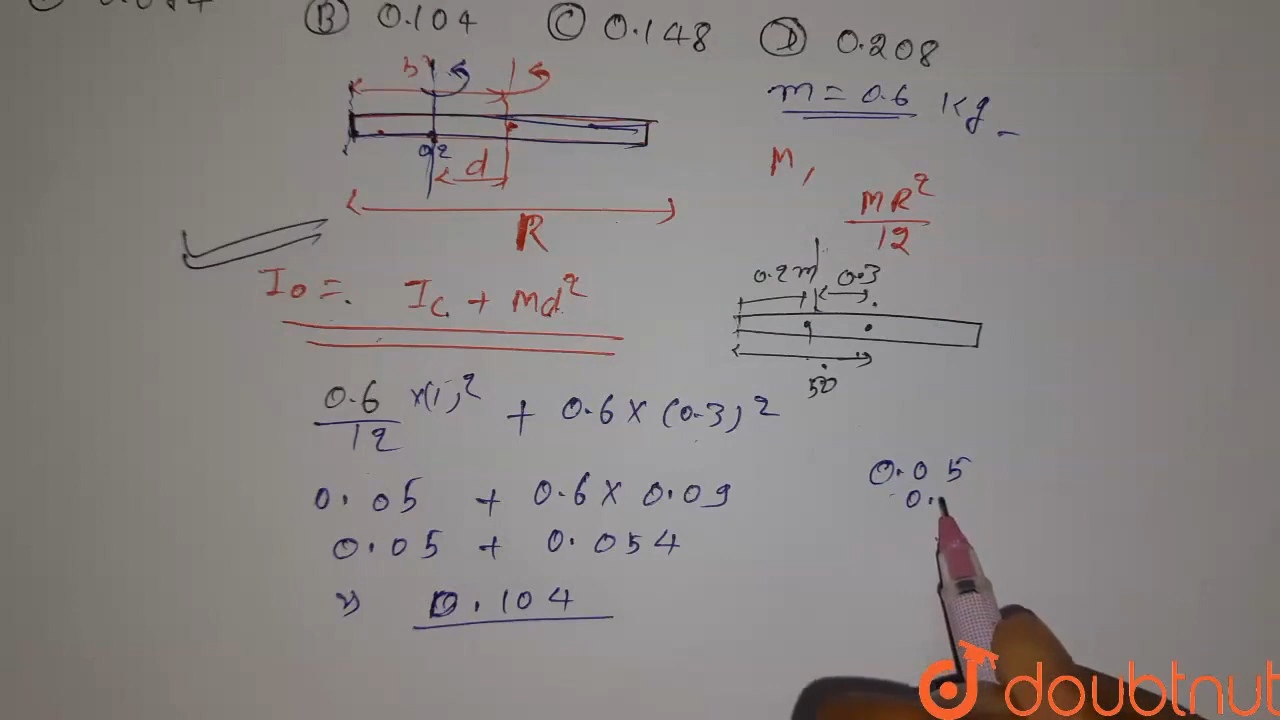 Ⓑ 0.104 Ⓒ 0.148 Ⓓ 0.208
m = 0.6 kg
0.2
d
M,
MR²
12
R
0.2m 0.3
I₀ = I_C + Md²
50
0.6 ×(1)² + 0.6 × (0.3)²
12
0.05 + 0.6 × 0.09
0.05
0.
0.05 + 0.054
0.104
doubtnut